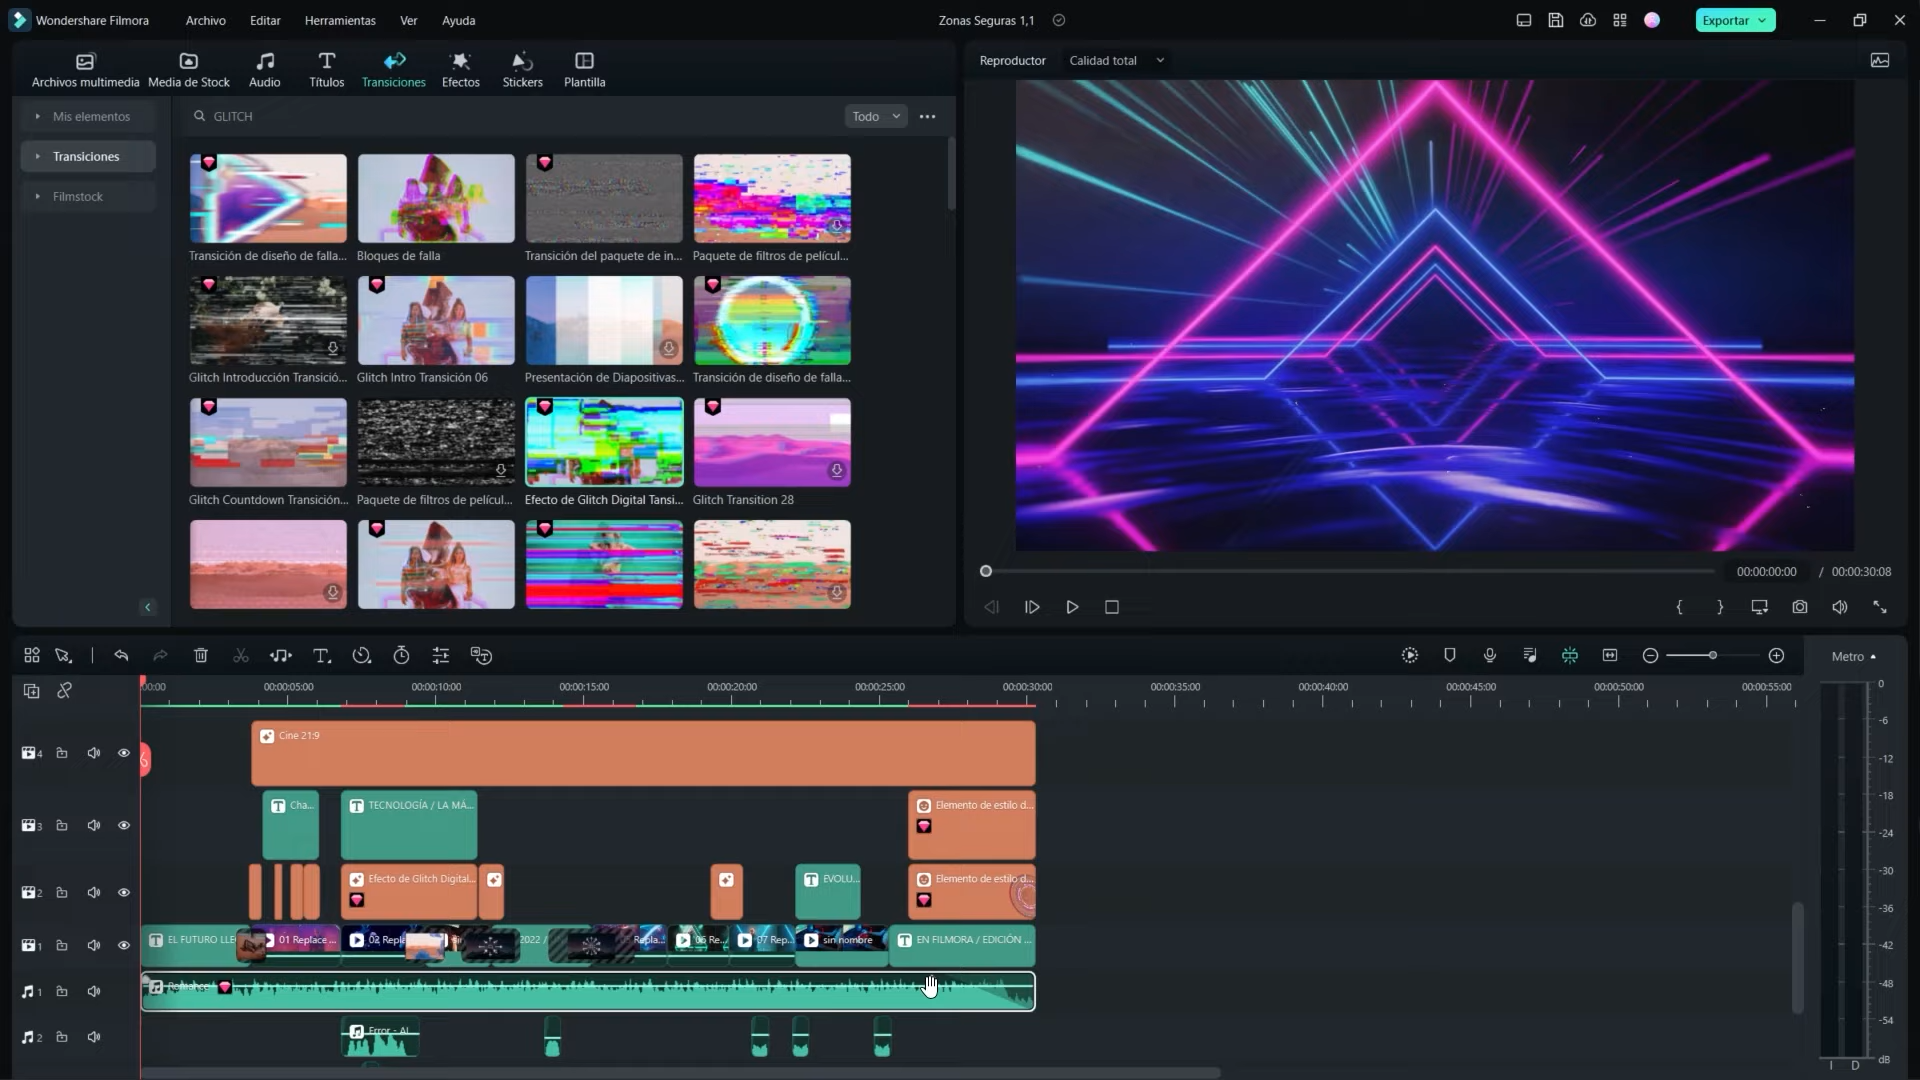 Wondershare Filmora
Archivo
Editar
Herramientas
Ver
Ayuda
Zonas Seguras 1,1
Exportar
Archivos multimedia
Media de Stock
Audio
Títulos
Transiciones
Efectos
Stickers
Plantilla
Reproductor
Calidad total
Mis elementos
Transiciones
Filmstock
GLITCH
Todo
Transición de diseño de falla...
Bloques de falla
Transición del paquete de in...
Paquete de filtros de películ...
Glitch Introducción Transició...
Glitch Intro Transición 06
Presentación de Diapositivas...
Transición de diseño de falla...
Glitch Countdown Transición...
Paquete de filtros de películ...
Efecto de Glitch Digital Tansi...
Glitch Transition 28
00:00:00:00 / 00:00:30:08
Metro
:00:00
00:00:05:00
00:00:10:00
00:00:15:00
00:00:20:00
00:00:25:00
00:00:30:00
00:00:35:00
00:00:40:00
00:00:45:00
00:00:50:00
00:00:55:00
4
Cine 21:9
3
Cha...
TECNOLOGÍA / LA MÁ...
Elemento de estilo d...
2
Efecto de Glitch Digital...
EVOLU...
Elemento de estilo d...
1
EL FUTURO LLE
01 Replace ...
02 Repla
2022 /
Repla...
06 Re...
07 Rep...
sin nombre
EN FILMORA / EDICIÓN ...
1
Romance
2
Error - AI
0
-6
-12
-18
-24
-30
-36
-42
-48
-54
dB
I D